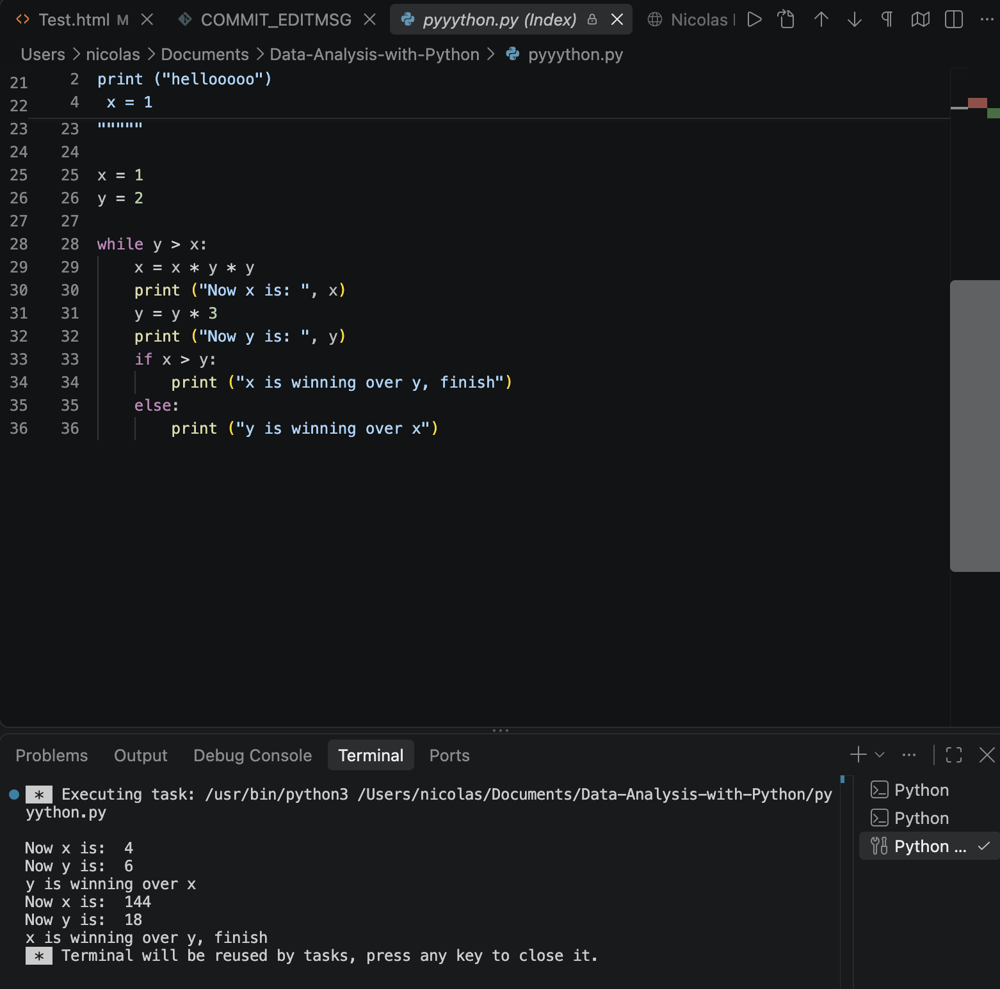 Test.html M
COMMIT_EDITMSG
pyyython.py (Index)
Nicolas
Users > nicolas > Documents > Data-Analysis-with-Python > pyyython.py
21 2 print ("hellooooo")
22 4 x = 1
23 23 """""
24 24
25 25 x = 1
26 26 y = 2
27 27
28 28 while y > x:
29 29 x = x * y * y
30 30 print ("Now x is: ", x)
31 31 y = y * 3
32 32 print ("Now y is: ", y)
33 33 if x > y:
34 34 print ("x is winning over y, finish")
35 35 else:
36 36 print ("y is winning over x")
Problems Output Debug Console Terminal Ports
* Executing task: /usr/bin/python3 /Users/nicolas/Documents/Data-Analysis-with-Python/py
yython.py
Now x is:  4
Now y is:  6
y is winning over x
Now x is:  144
Now y is:  18
x is winning over y, finish
* Terminal will be reused by tasks, press any key to close it.
Python
Python
Python ...